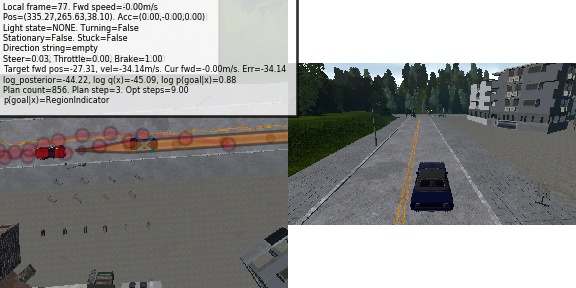 Local frame=77. Fwd speed=-0.00m/s
Pos=(335.27,265.63,38.10). Acc=(0.00,-0.00,0.00)
Light state=NONE. Turning=False
Stationary=False. Stuck=False
Direction string=empty
Steer=0.03, Throttle=0.00, Brake=1.00
Target fwd pos=-27.31, vel=-34.14m/s. Cur fwd=-0.00m/s. Err=-34.14
log_posterior=-44.22, log q(x)=-45.09, log p(goal|x)=0.88
Plan count=856. Plan step=3. Opt steps=9.00
p(goal|x)=RegionIndicator